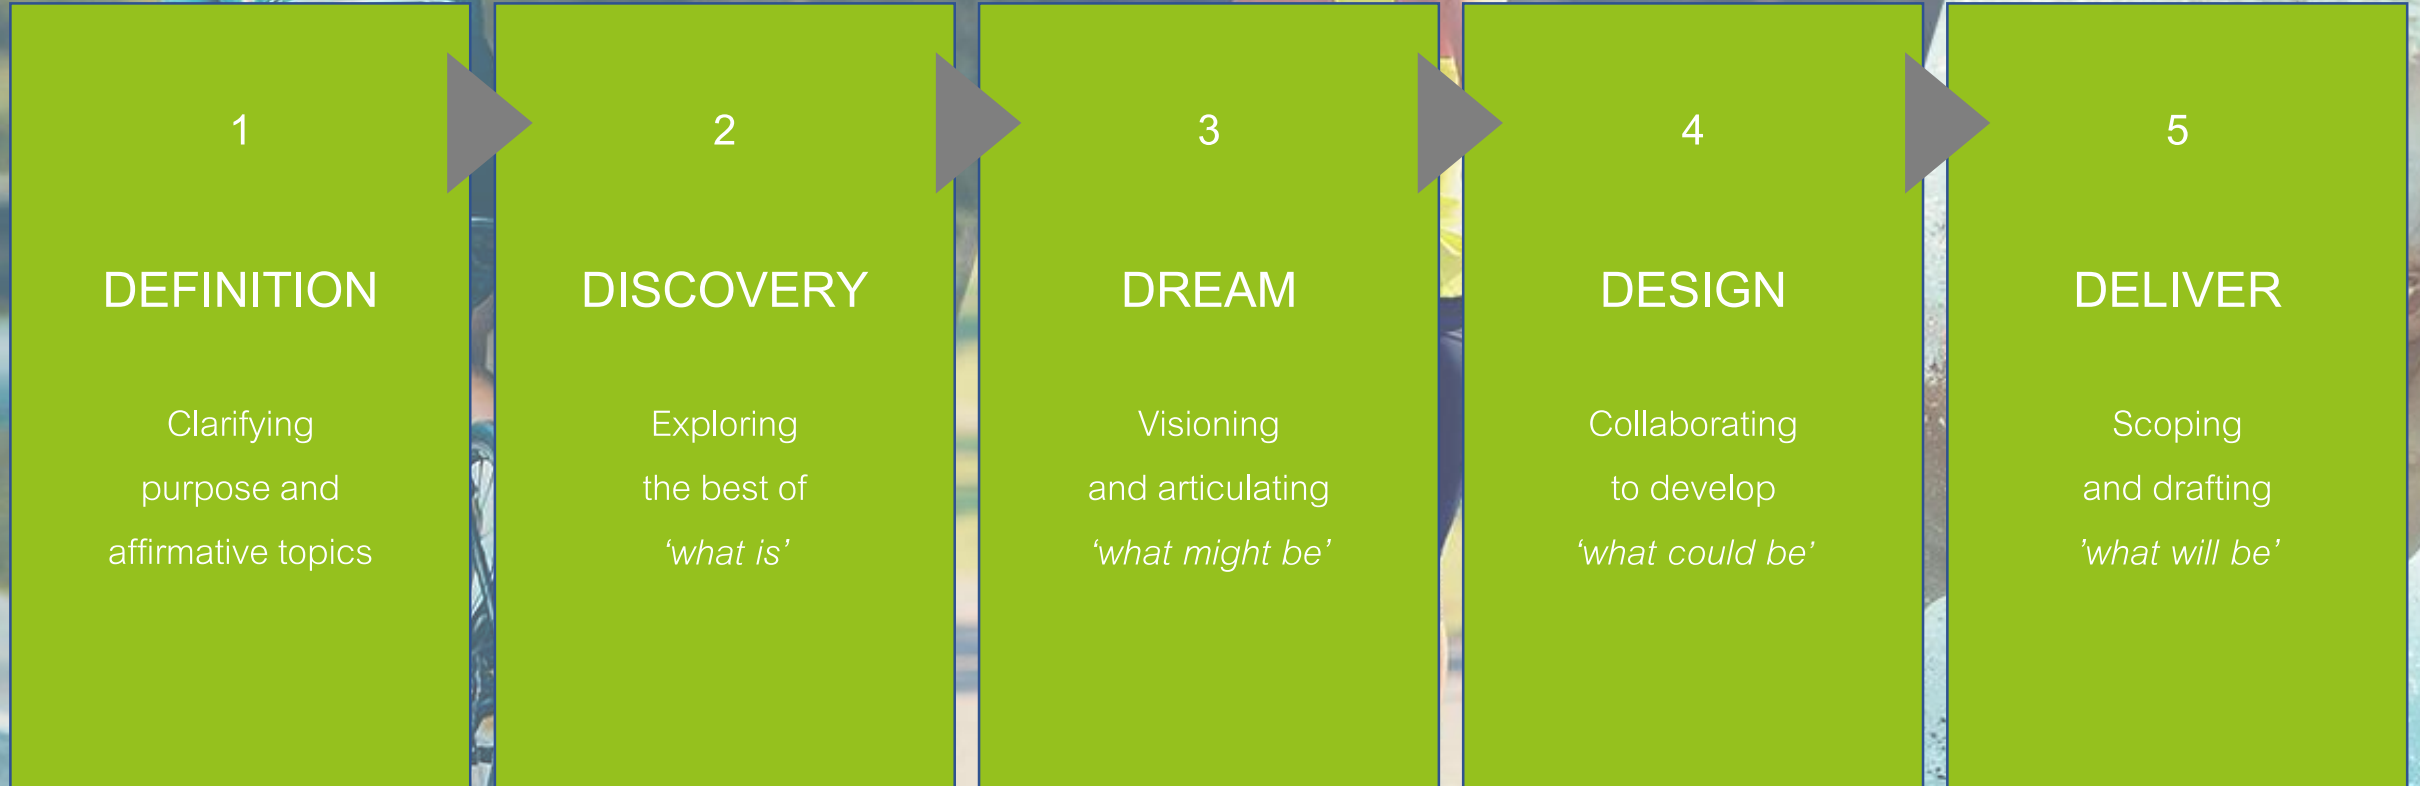 1
DEFINITION
Clarifying
purpose and
affirmative topics
2
DISCOVERY
Exploring
the best of
‘what is’
3
DREAM
Visioning
and articulating
‘what might be’
4
DESIGN
Collaborating
to develop
‘what could be’
5
DELIVER
Scoping
and drafting
’what will be’